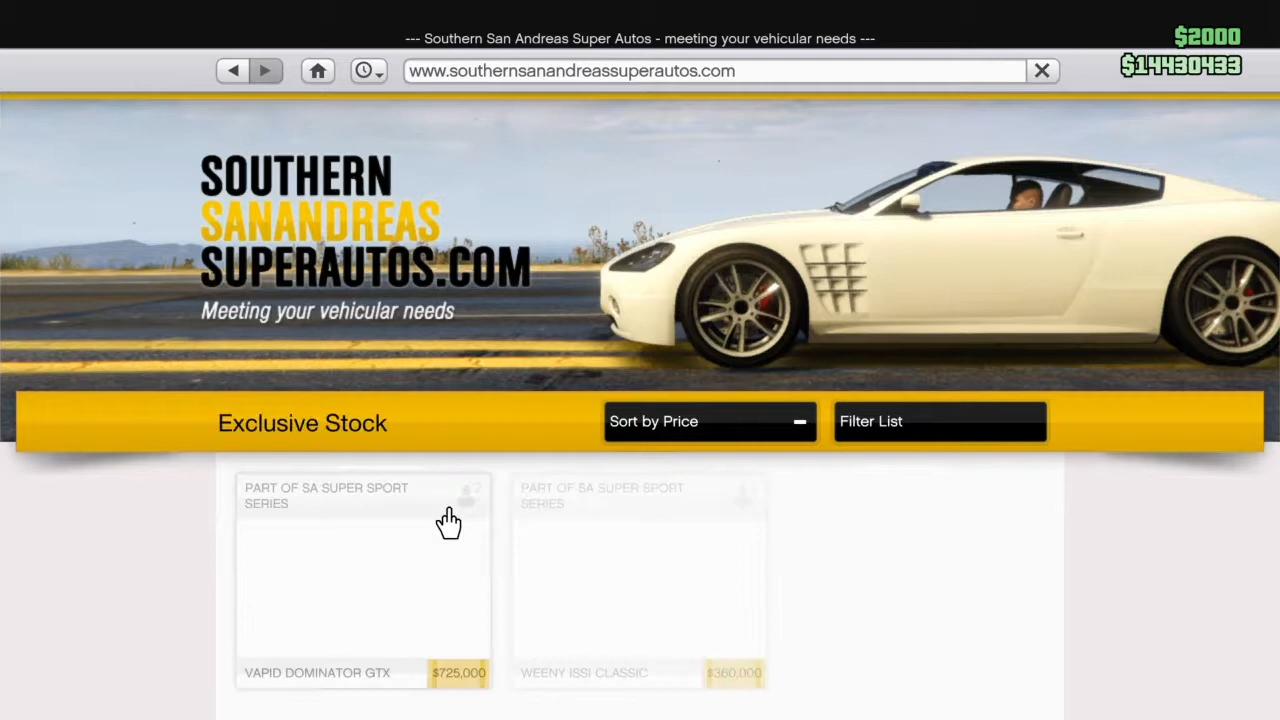 --- Southern San Andreas Super Autos - meeting your vehicular needs ---
$2000
$14430433
www.southernsanandreassuperautos.com
SOUTHERN
SANANDREAS
SUPERAUTOS.COM
Meeting your vehicular needs
Exclusive Stock
Sort by Price
Filter List
PART OF SA SUPER SPORT
SERIES
2
PART OF SA SUPER SPORT
SERIES
VAPID DOMINATOR GTX
$725,000
WEENY ISSI CLASSIC
$360,000